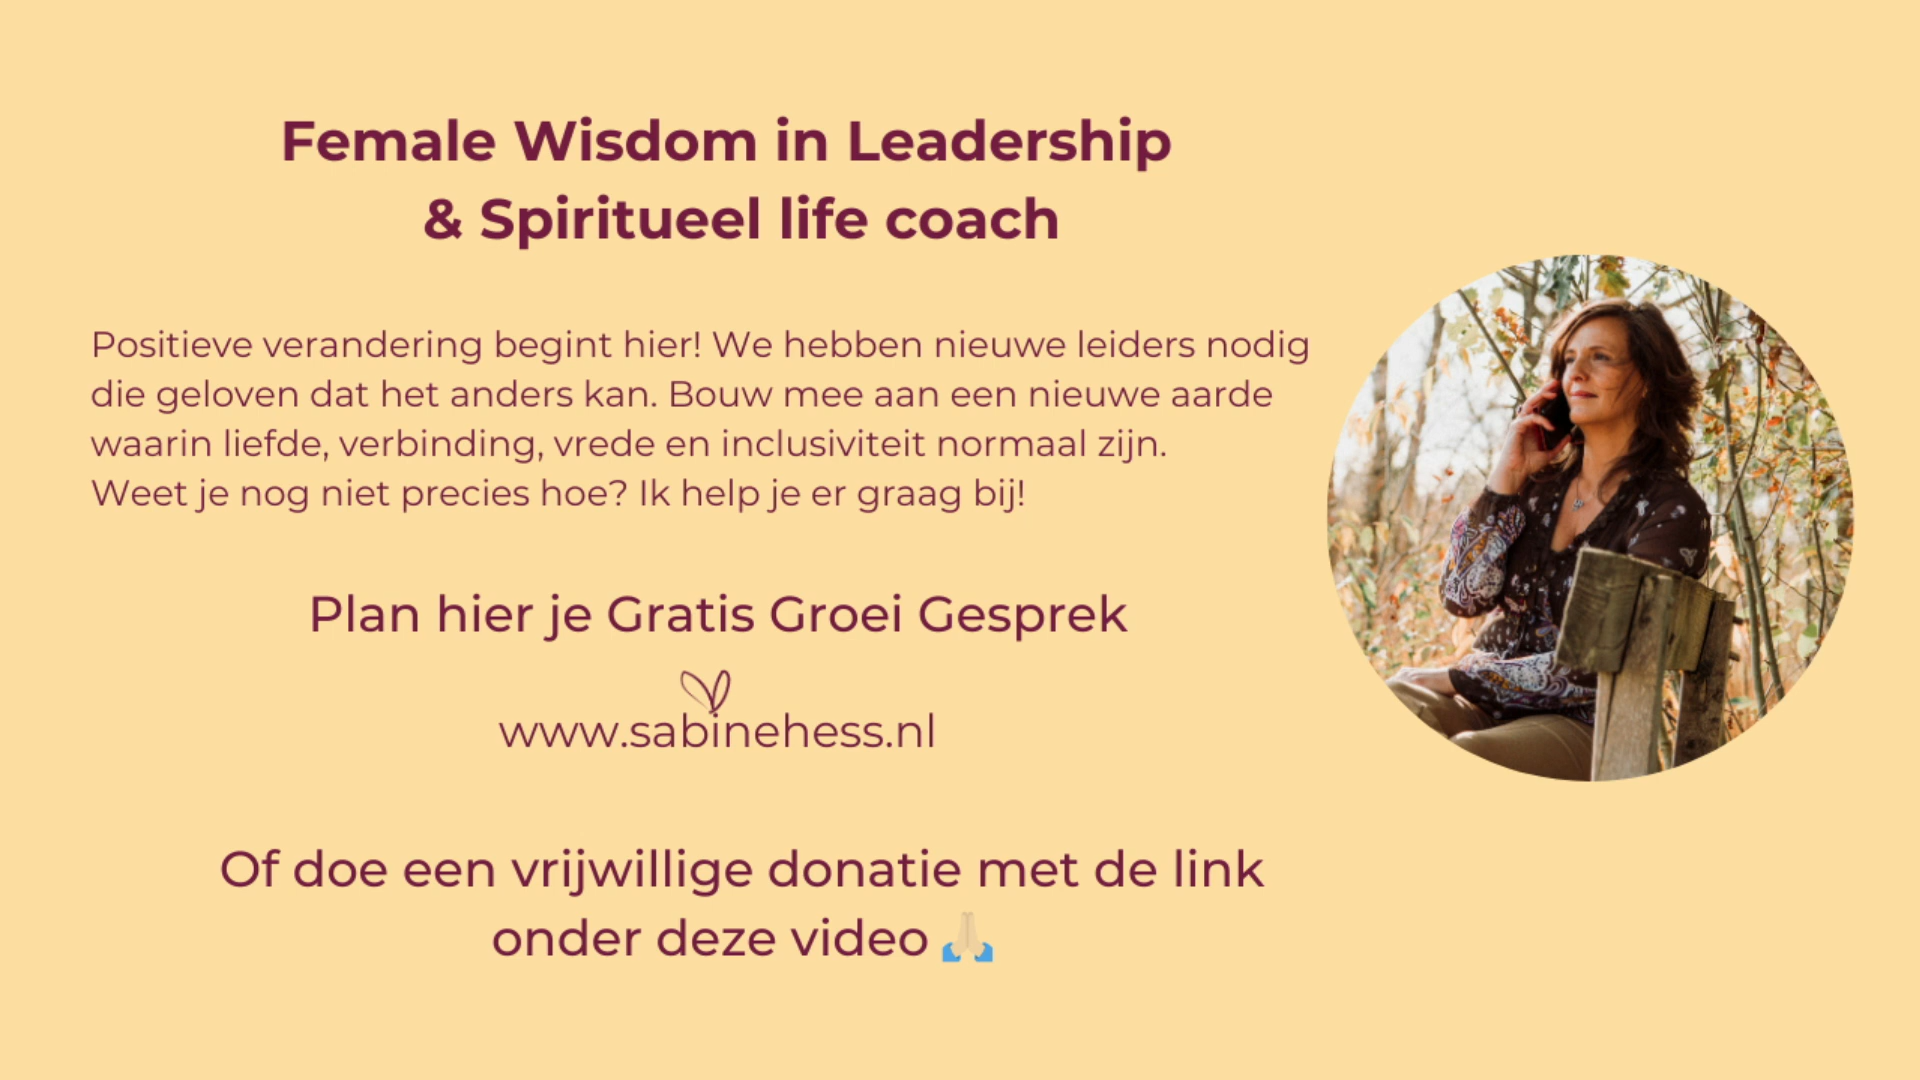 Female Wisdom in Leadership
& Spiritueel life coach
Positieve verandering begint hier! We hebben nieuwe leiders nodig
die geloven dat het anders kan. Bouw mee aan een nieuwe aarde
waarin liefde, verbinding, vrede en inclusiviteit normaal zijn.
Weet je nog niet precies hoe? Ik help je er graag bij!
Plan hier je Gratis Groei Gesprek
www.sabinehess.nl
Of doe een vrijwillige donatie met de link
onder deze video 🙏🏼